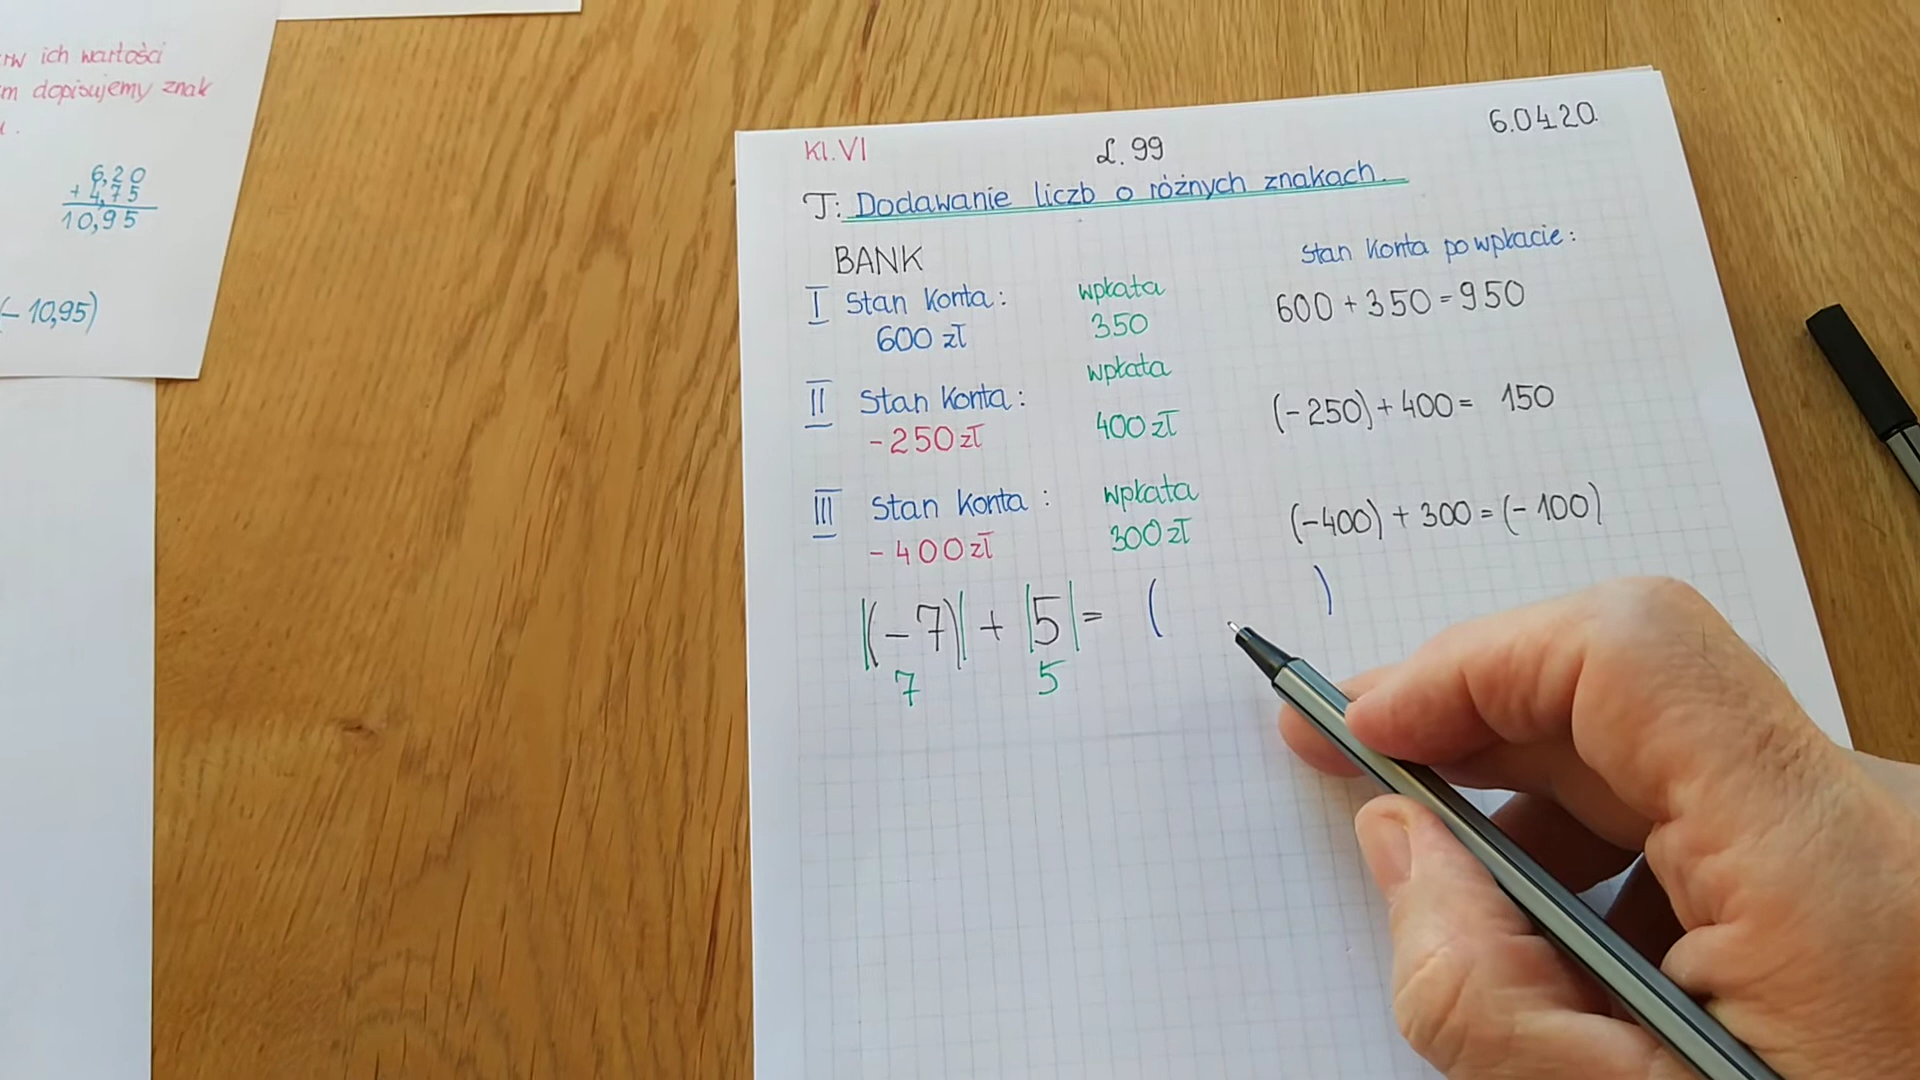 ich wartości
dopisujemy znak
6,20
+ 4,75
10,95
(- 10,95)
Kl.VI
L. 99
6.04.20.
T: Dodawanie liczb o różnych znakach.
BANK
Stan konta po wpłacie:
I Stan konta: wpłata
600 zł 350
600 + 350 = 950
wpłata
II Stan konta:
-250 zł 400 zł
(-250) + 400 = 150
III Stan konta: wpłata
-400 zł 300 zł
(-400) + 300 = (-100)
|(-7)| + |5| = ( )
7 5